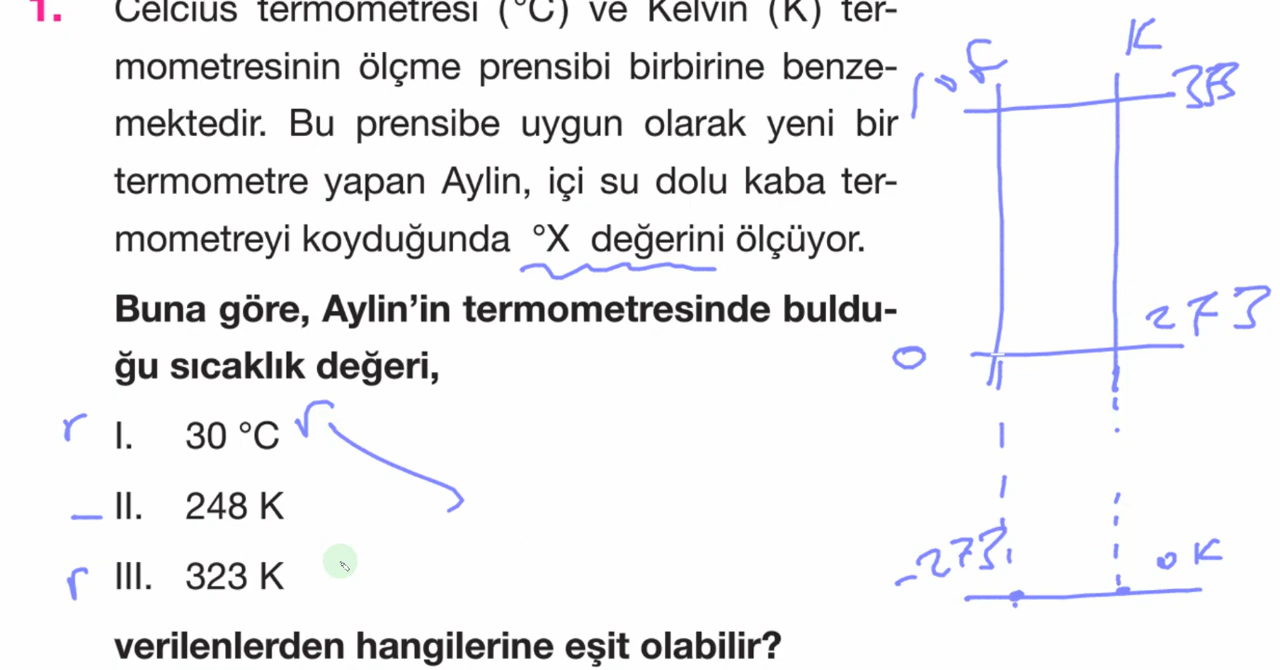 1. Celcius termometresi (°C) ve Kelvin (K) ter-
mometresinin ölçme prensibi birbirine benze-
mektedir. Bu prensibe uygun olarak yeni bir
termometre yapan Aylin, içi su dolu kaba ter-
mometreyi koyduğunda °X değerini ölçüyor.
Buna göre, Aylin'in termometresinde buldu-
ğu sıcaklık değeri,
I. 30 °C
II. 248 K
III. 323 K
verilenlerden hangilerine eşit olabilir?
C K
100
0 273
-273 0 K